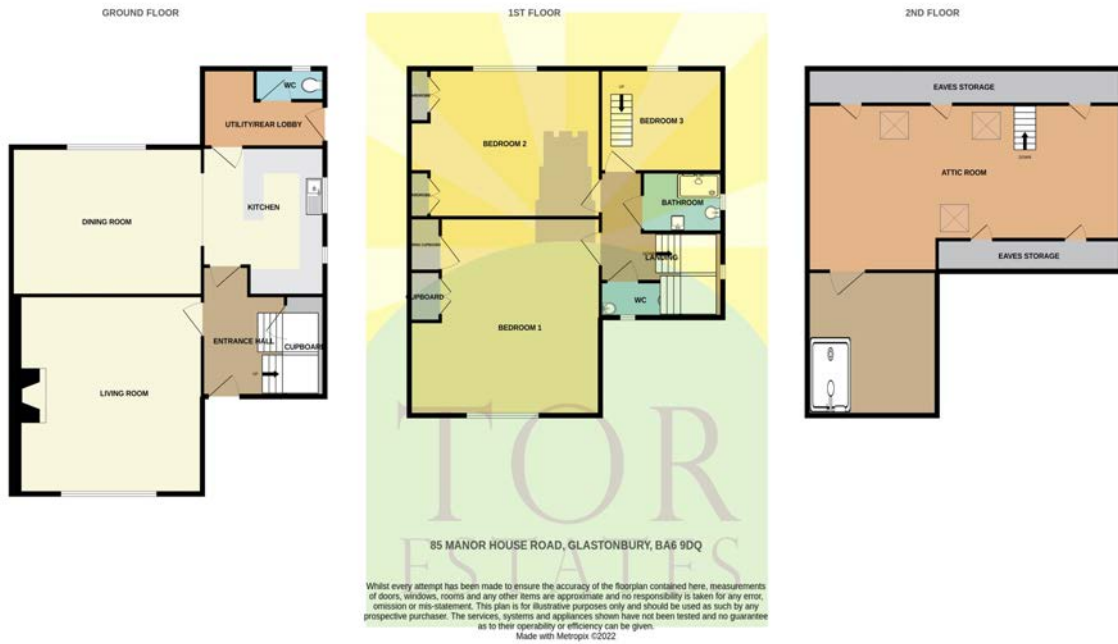 GROUND FLOOR
WC
UTILITY/REAR LOBBY
KITCHEN
DINING ROOM
ENTRANCE HALL
CUPBOARD
UP
LIVING ROOM
1ST FLOOR
UP
BEDROOM 3
BEDROOM 2
BATHROOM
CUPBOARD
LANDING
CUPBOARD
WC
BEDROOM 1
2ND FLOOR
EAVES STORAGE
DOWN
ATTIC ROOM
EAVES STORAGE
TOR
ESTATES
85 MANOR HOUSE ROAD, GLASTONBURY, BA6 9DQ
Whilst every attempt has been made to ensure the accuracy of the floorplan contained here, measurements
of doors, windows, rooms and any other items are approximate and no responsibility is taken for any error,
omission or mis-statement. This plan is for illustrative purposes only and should be used as such by any
prospective purchaser. The services, systems and appliances shown have not been tested and no guarantee
as to their operability or efficiency can be given.
Made with Metropix ©2022